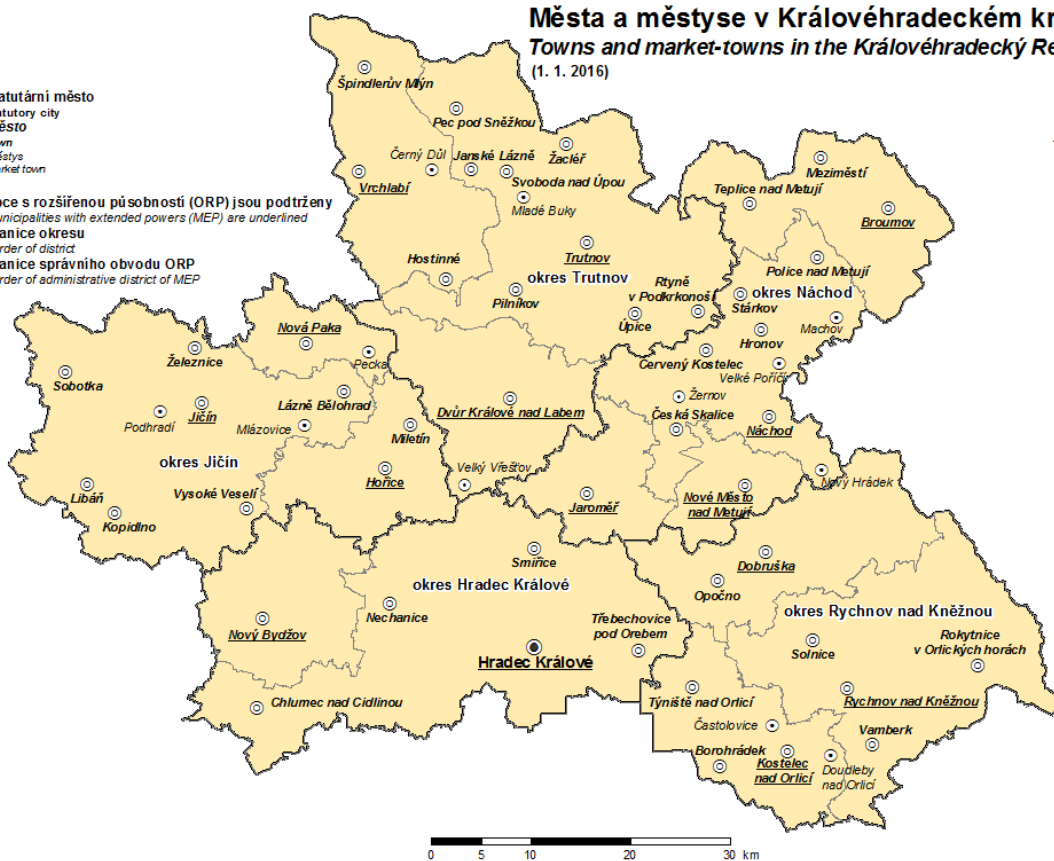 Města a městyse v Královéhradeckém kr
Towns and market-towns in the Královéhradecký Re
(1. 1. 2016)
atutární město
atutory city
ěsto
wn
ěstys
arket town
bce s rozšířenou působností (ORP) jsou podtrženy
unicipalities with extended powers (MEP) are underlined
ranice okresu
order of district
ranice správního obvodu ORP
order of administrative district of MEP
Špindlerův Mlýn
Pec pod Sněžkou
Černý Důl
Janské Lázně
Žacléř
Svoboda nad Úpou
Vrchlabí
Mladé Buky
Meziměstí
Teplice nad Metují
Broumov
Trutnov
Hostinné
okres Trutnov
Police nad Metují
Pilníkov
Rtyně
v Podkrkonoší
okres Náchod
Stárkov
Úpice
Machov
Hronov
Nová Paka
Železnice
Pecka
Červený Kostelec
Velké Poříčí
Sobotka
Lázně Bělohrad
Žernov
Dvůr Králové nad Labem
Česká Skalice
Podhradí
Jičín
Mlázovice
Miletín
Náchod
okres Jičín
Velký Vřešťov
Nový Hrádek
Hořice
Libáň
Vysoké Veselí
Jaroměř
Nové Město
nad Metují
Kopidlno
Smiřice
Dobruška
okres Hradec Králové
Opočno
okres Rychnov nad Kněžnou
Nechanice
Třebechovice
pod Orebem
Nový Bydžov
Rokytnice
v Orlických horách
Solnice
Hradec Králové
Chlumec nad Cidlinou
Týniště nad Orlicí
Rychnov nad Kněžnou
Častolovice
Vamberk
Borohrádek
Kostelec
nad Orlicí
Doudleby
nad Orlicí
0 5 10 20 30 km